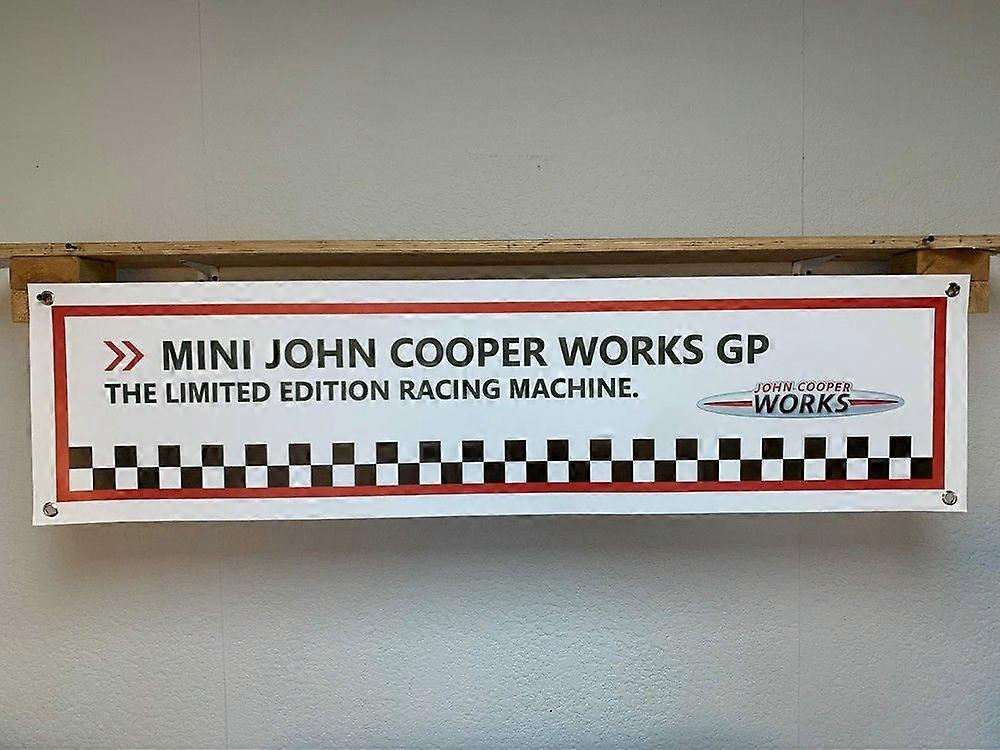 >> MINI JOHN COOPER WORKS GP
THE LIMITED EDITION RACING MACHINE.
JOHN COOPER
WORKS